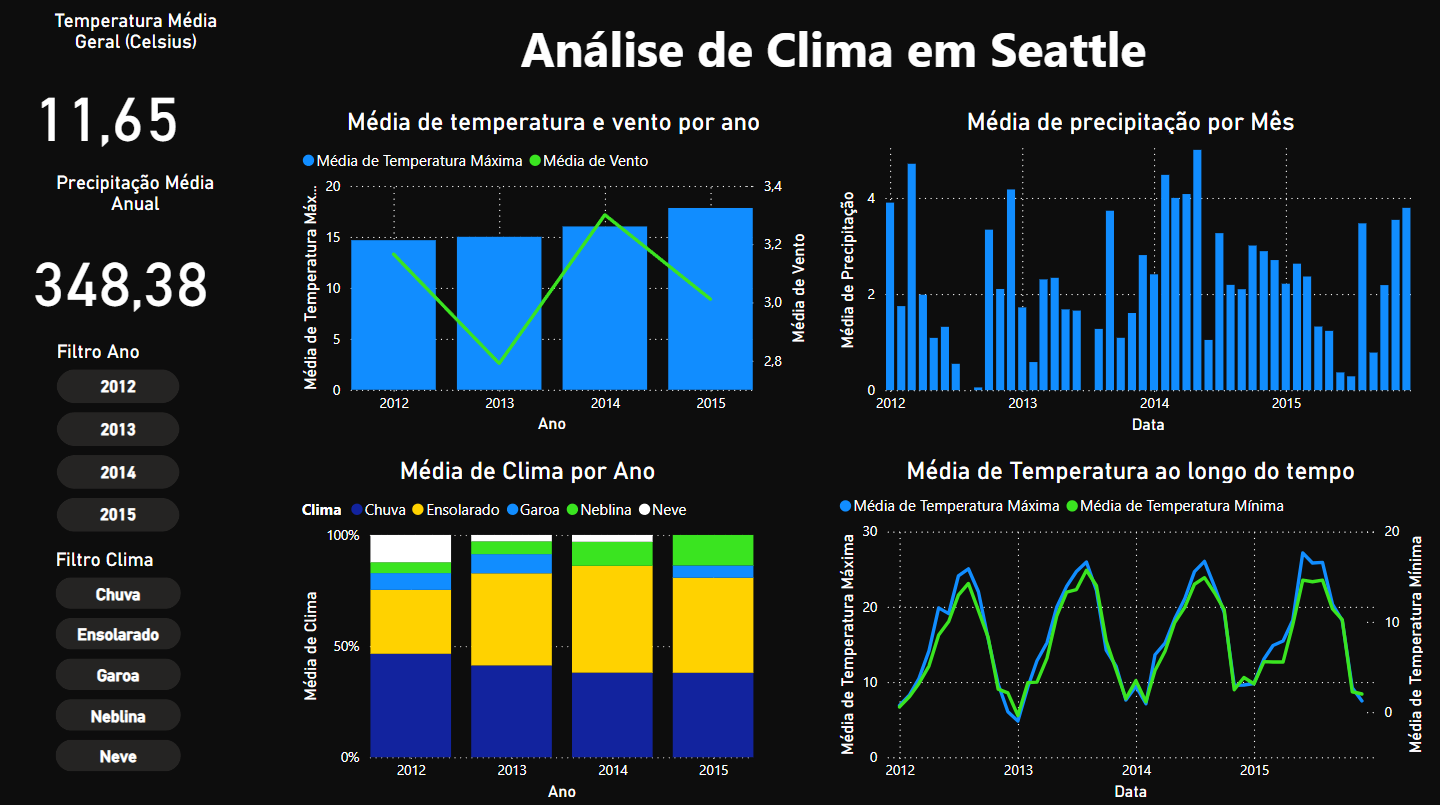 Temperatura Média
Geral (Celsius)
11,65
Precipitação Média
Anual
348,38
Filtro Ano
2012
2013
2014
2015
Filtro Clima
Chuva
Ensolarado
Garoa
Neblina
Neve
Análise de Clima em Seattle
Média de temperatura e vento por ano
Média de Temperatura Máxima Média de Vento
Média de Temperatura Máx...
20
15
10
5
0
3,4
3,2
3,0
2,8
Média de Vento
2012 2013 2014 2015
Ano
Média de precipitação por Mês
Média de Precipitação
4
2
0
2012 2013 2014 2015
Data
Média de Clima por Ano
Clima Chuva Ensolarado Garoa Neblina Neve
Média de Clima
100%
50%
0%
2012 2013 2014 2015
Ano
Média de Temperatura ao longo do tempo
Média de Temperatura Máxima Média de Temperatura Mínima
Média de Temperatura Máxima
30
20
10
0
20
10
0
Média de Temperatura Mínima
2012 2013 2014 2015
Data